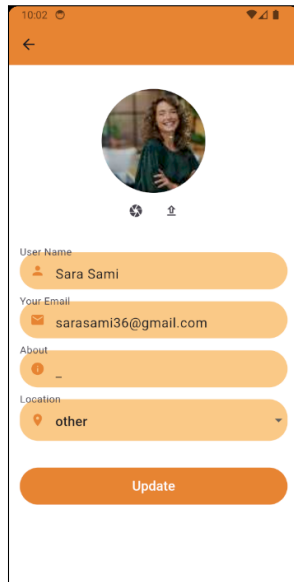 10:02
User Name
Sara Sami
Your Email
sarasami36@gmail.com
About
_
Location
other
Update